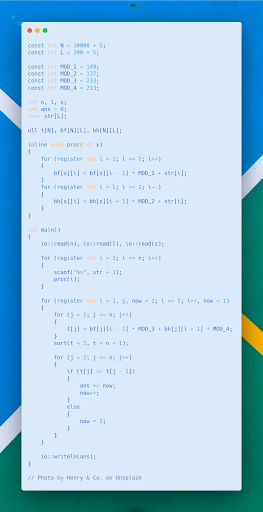 const int N = 30000 + 5;
const int L = 200 + 5;
const int MOD_1 = 149;
const int MOD_2 = 137;
const int MOD_3 = 233;
const int MOD_4 = 213;
int n, l, s;
int ans = 0;
char str[L];
ull t[N], bf[N][L], bh[N][L];
inline void proc(int x)
{
for (register int i = 1; i <= l; i++)
{
bf[x][i] = bf[x][i - 1] * MOD_1 + str[i];
}
for (register int i = l; i >= 1; i--)
{
bh[x][i] = bh[x][i + 1] * MOD_2 + str[i];
}
}
int main()
{
io::read(n), io::read(l), io::read(s);
for (register int i = 1; i <= n; i++)
{
scanf("%s", str + 1);
proc(i);
}
for (register int i = 1, j, now = 1; i <= l; i++, now = 1)
{
for (j = 1; j <= n; j++)
{
t[j] = bf[j][i - 1] * MOD_3 + bh[j][i + 1] * MOD_4;
}
sort(t + 1, t + n + 1);
for (j = 2; j <= n; j++)
{
if (t[j] == t[j - 1])
{
ans += now;
now++;
}
else
{
now = 1;
}
}
}
io::writeln(ans);
}
// Photo by Henry & Co. on Unsplash